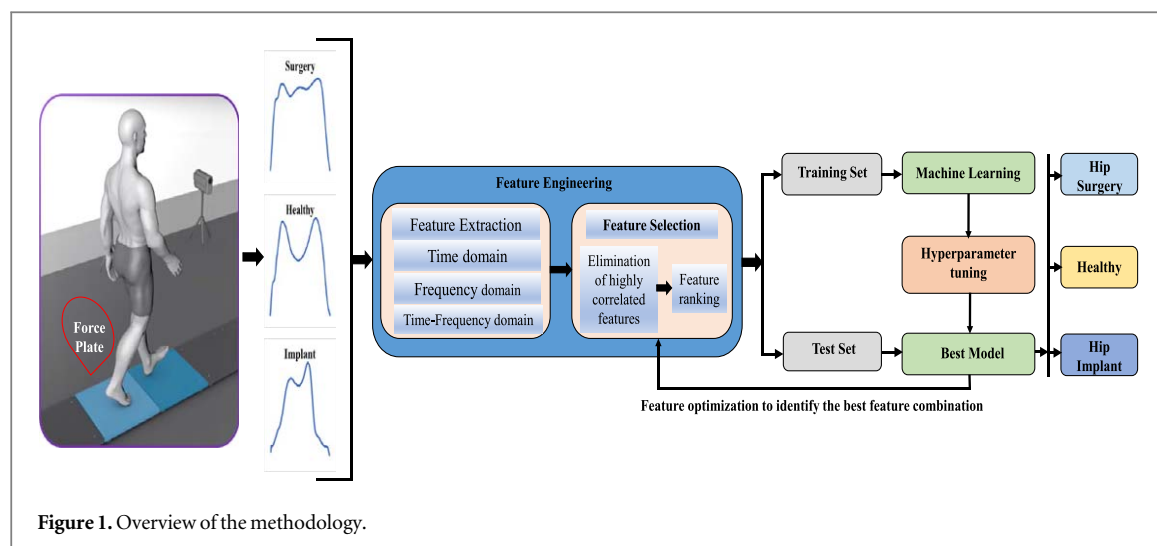 Force
Plate
Surgery
Healthy
Implant
Feature Engineering
Feature Extraction
Time domain
Frequency domain
Time-Frequency domain
Feature Selection
Elimination
of highly
correlated
features
Feature
ranking
Training Set
Machine Learning
Hyperparameter
tuning
Test Set
Best Model
Hip
Surgery
Healthy
Hip
Implant
Feature optimization to identify the best feature combination
Figure 1. Overview of the methodology.